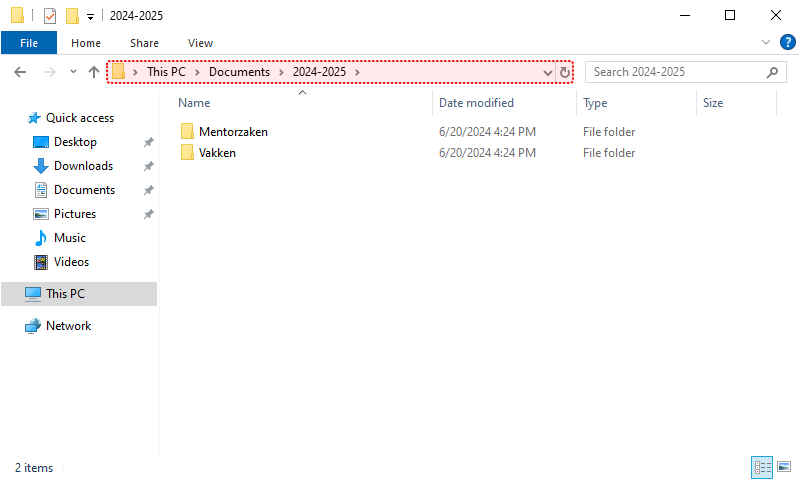 2024-2025
File Home Share View
This PC Documents 2024-2025
Search 2024-2025
Name Date modified Type Size
Quick access
Desktop
Downloads
Documents
Pictures
Music
Videos
This PC
Network
Mentorzaken 6/20/2024 4:24 PM File folder
Vakken 6/20/2024 4:24 PM File folder
2 items